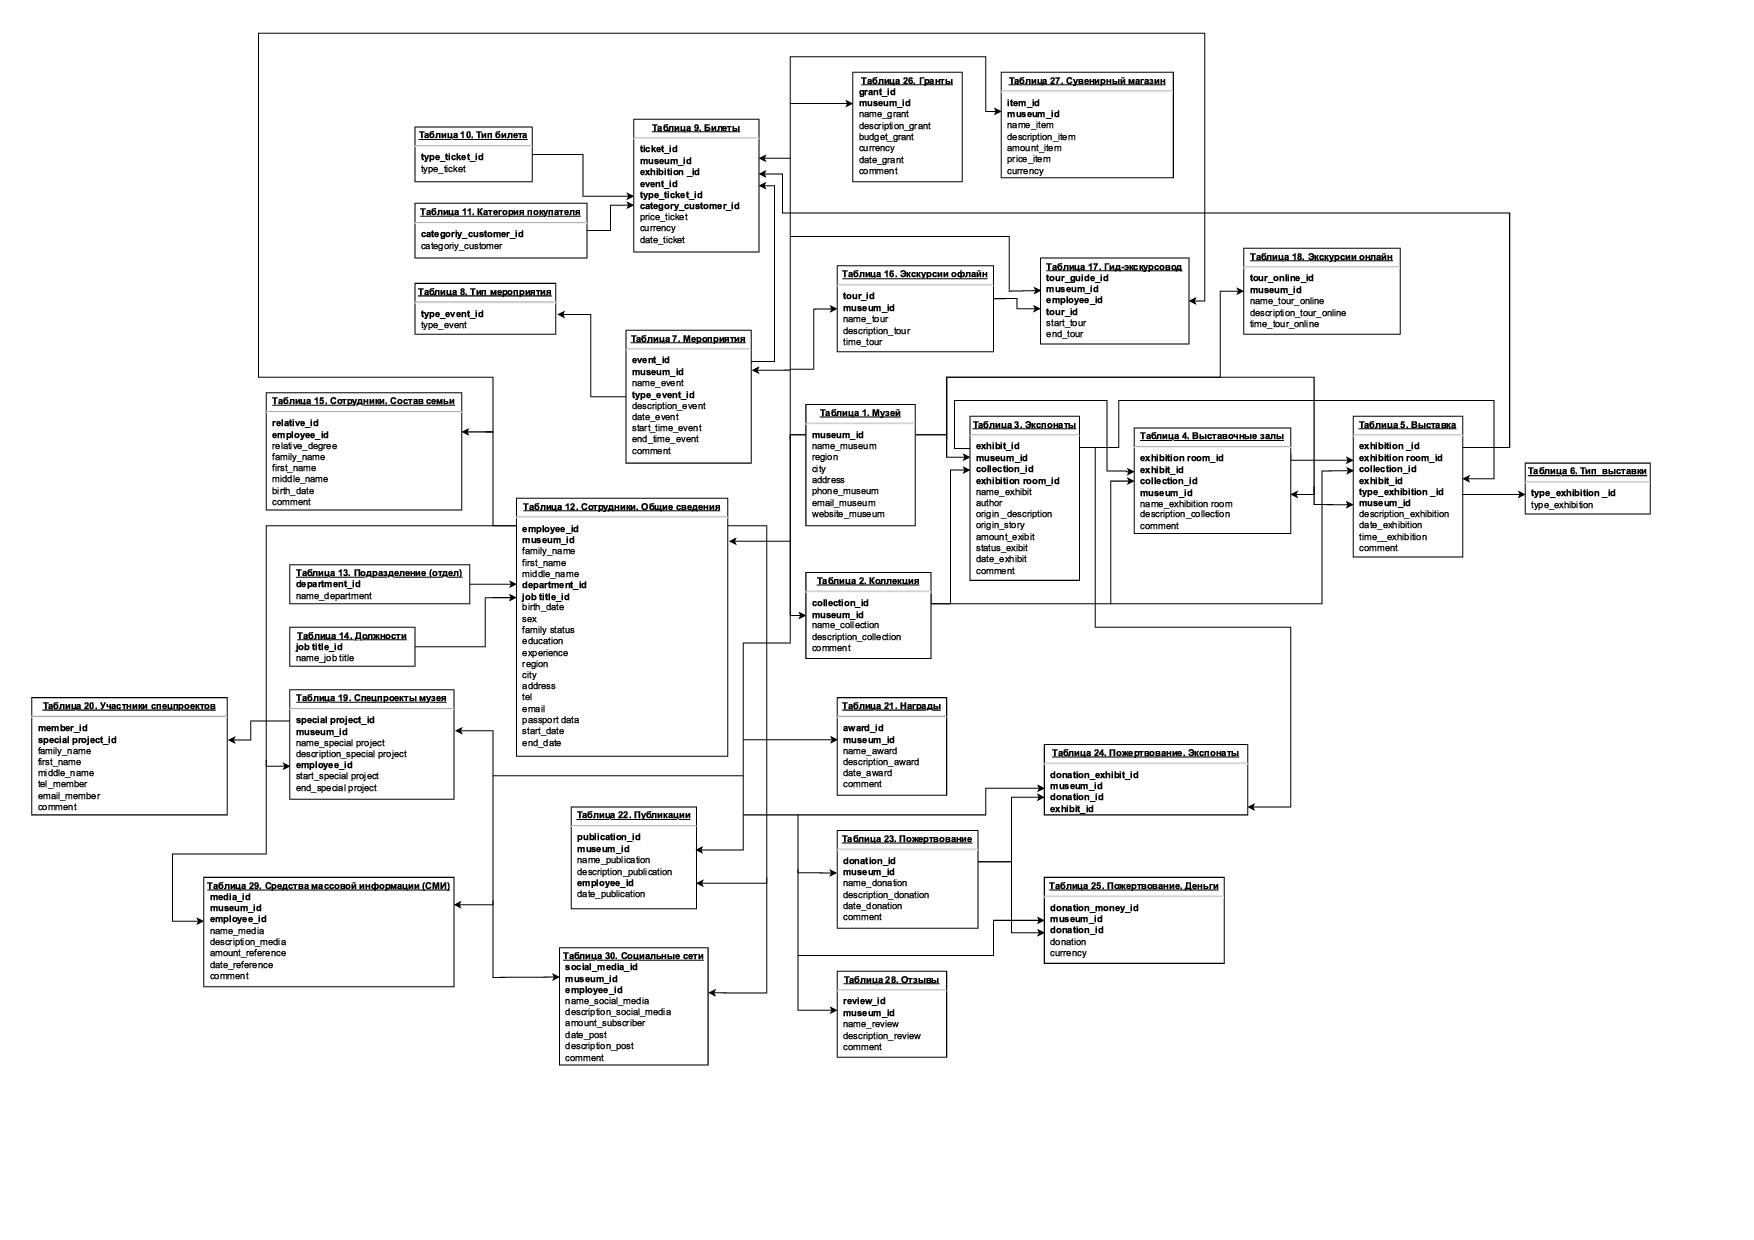 Таблица 26. Гранты
grant_id
museum_id
name_grant
description_grant
budget_grant
currency
date_grant
comment
Таблица 27. Сувенирный магазин
item_id
museum_id
name_item
description_item
amount_item
price_item
currency
Таблица 10. Тип билета
type_ticket_id
type_ticket
Таблица 9. Билеты
ticket_id
museum_id
exhibition _id
event_id
type_ticket_id
category_customer_id
price_ticket
currency
date_ticket
Таблица 11. Категория покупателя
categoriy_customer_id
categoriy_customer
Таблица 8. Тип мероприятия
type_event_id
type_event
Таблица 16. Экскурсии офлайн
tour_id
museum_id
name_tour
description_tour
time_tour
Таблица 17. Гид-экскурсовод
tour_guide_id
museum_id
employee_id
tour_id
start_tour
end_tour
Таблица 18. Экскурсии онлайн
tour_online_id
museum_id
name_tour_online
description_tour_online
time_tour_online
Таблица 7. Мероприятия
event_id
museum_id
name_event
type_event_id
description_event
date_event
start_time_event
end_time_event
comment
Таблица 15. Сотрудники. Состав семьи
relative_id
employee_id
relative_degree
family_name
first_name
middle_name
birth_date
comment
Таблица 1. Музей
museum_id
name_museum
region
city
address
phone_museum
email_museum
website_museum
Таблица 3. Экспонаты
exhibit_id
museum_id
collection_id
exhibition room_id
name_exhibit
author
origin _description
origin_story
amount_exibit
status_exibit
date_exhibit
comment
Таблица 4. Выставочные залы
exhibition room_id
exhibit_id
collection_id
museum_id
name_exhibition room
description_collection
comment
Таблица 5. Выставка
exhibition _id
exhibition room_id
collection_id
exhibit_id
type_exhibition _id
museum_id
description_exhibition
date_exhibition
time__exhibition
comment
Таблица 6. Тип_выставки
type_exhibition _id
type_exhibition
Таблица 12. Сотрудники. Общие сведения
employee_id
museum_id
family_name
first_name
middle_name
department_id
job title_id
birth_date
sex
family status
education
experience
region
city
address
tel
email
passport data
start_date
end_date
Таблица 13. Подразделение (отдел)
department_id
name_department
Таблица 14. Должности
job title_id
name_job title
Таблица 2. Коллекция
collection_id
museum_id
name_collection
description_collection
comment
Таблица 20. Участники спецпроектов
member_id
special project_id
family_name
first_name
middle_name
tel_member
email_member
comment
Таблица 19. Спецпроекты музея
special project_id
museum_id
name_special project
description_special project
employee_id
start_special project
end_special project
Таблица 21. Награды
award_id
museum_id
name_award
description_award
date_award
comment
Таблица 24. Пожертвование. Экспонаты
donation_exhibit_id
museum_id
donation_id
exhibit_id
Таблица 22. Публикации
publication_id
museum_id
name_publication
description_publication
employee_id
date_publication
Таблица 23. Пожертвование
donation_id
museum_id
name_donation
description_donation
date_donation
comment
Таблица 25. Пожертвование. Деньги
donation_money_id
museum_id
donation_id
donation
currency
Таблица 29. Средства массовой информации (СМИ)
media_id
museum_id
employee_id
name_media
description_media
amount_reference
date_reference
comment
Таблица 30. Социальные сети
social_media_id
museum_id
employee_id
name_social_media
description_social_media
amount_subscriber
date_post
description_post
comment
Таблица 28. Отзывы
review_id
museum_id
name_review
description_review
comment